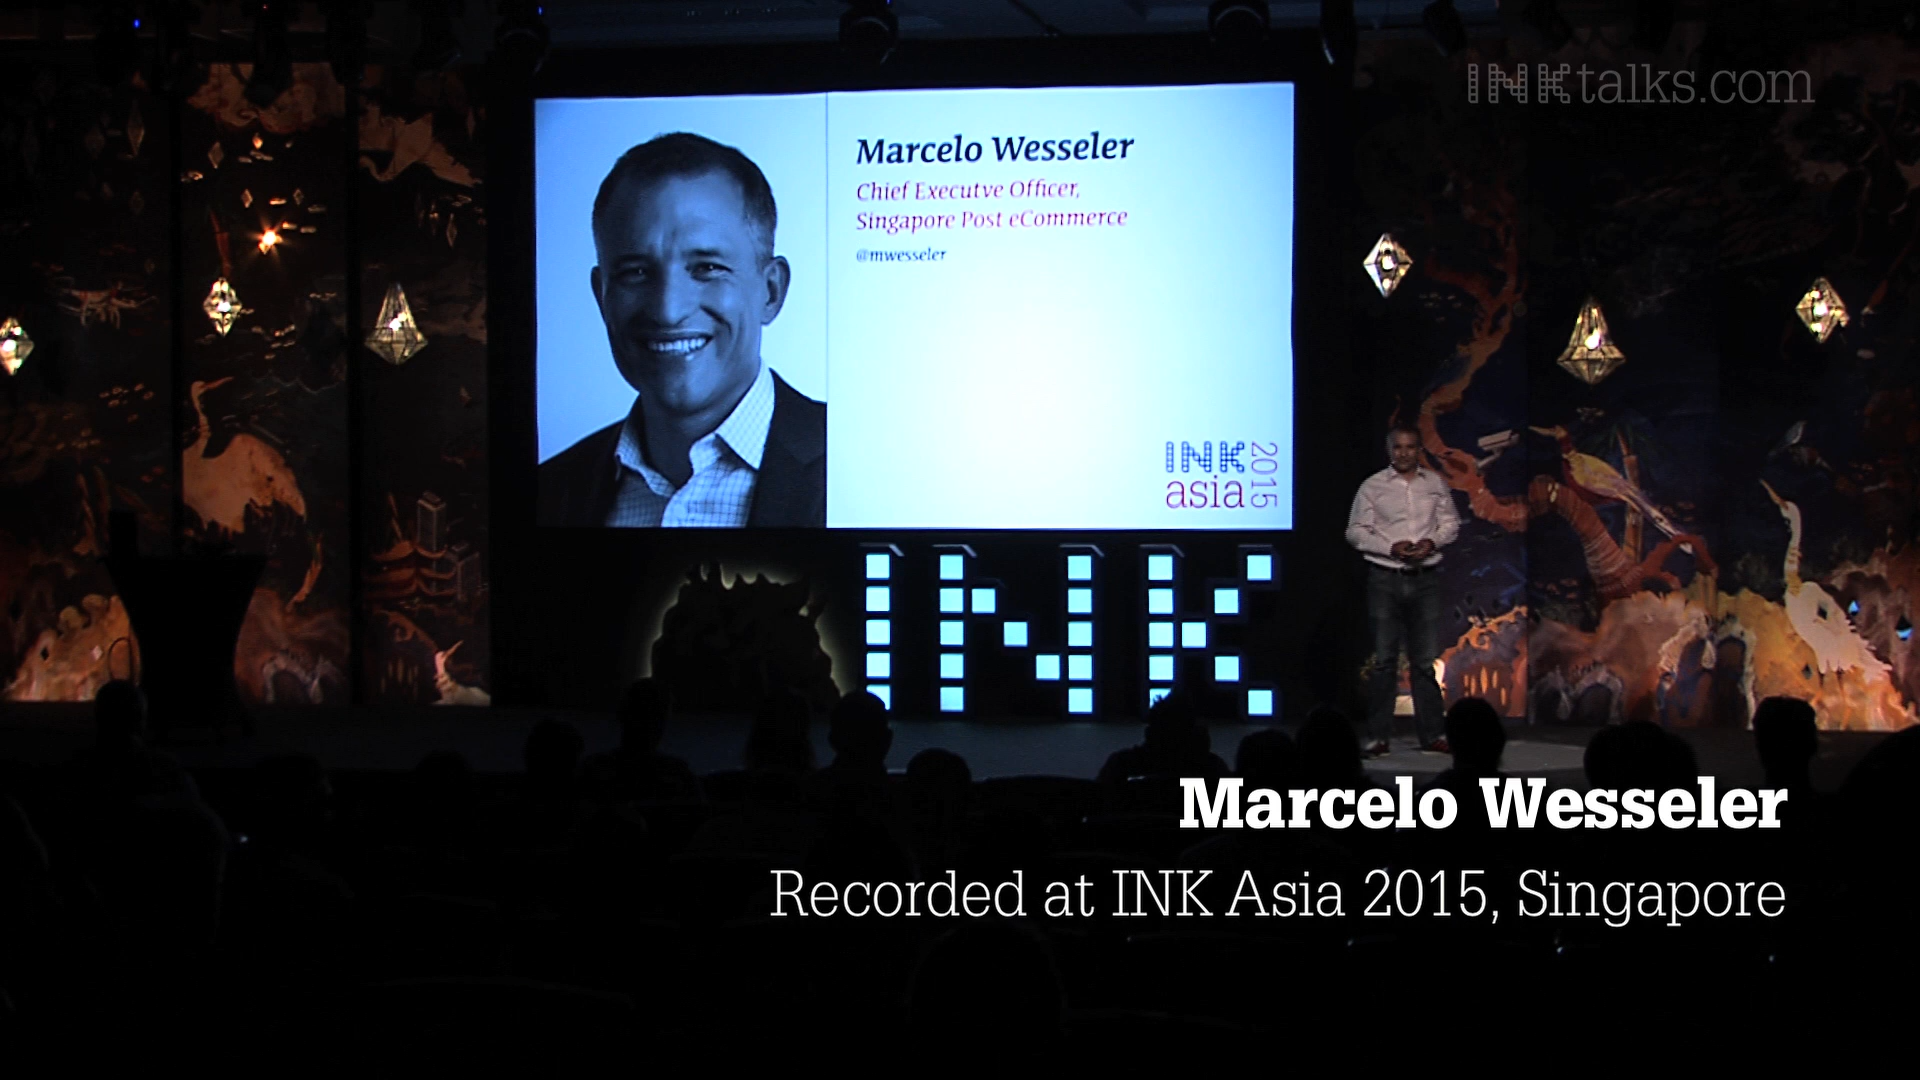 INKtalks.com
Marcelo Wesseler
Chief Executve Officer,
Singapore Post eCommerce
@mwesseler
INK
asia
2015
INK
Marcelo Wesseler
Recorded at INK Asia 2015, Singapore